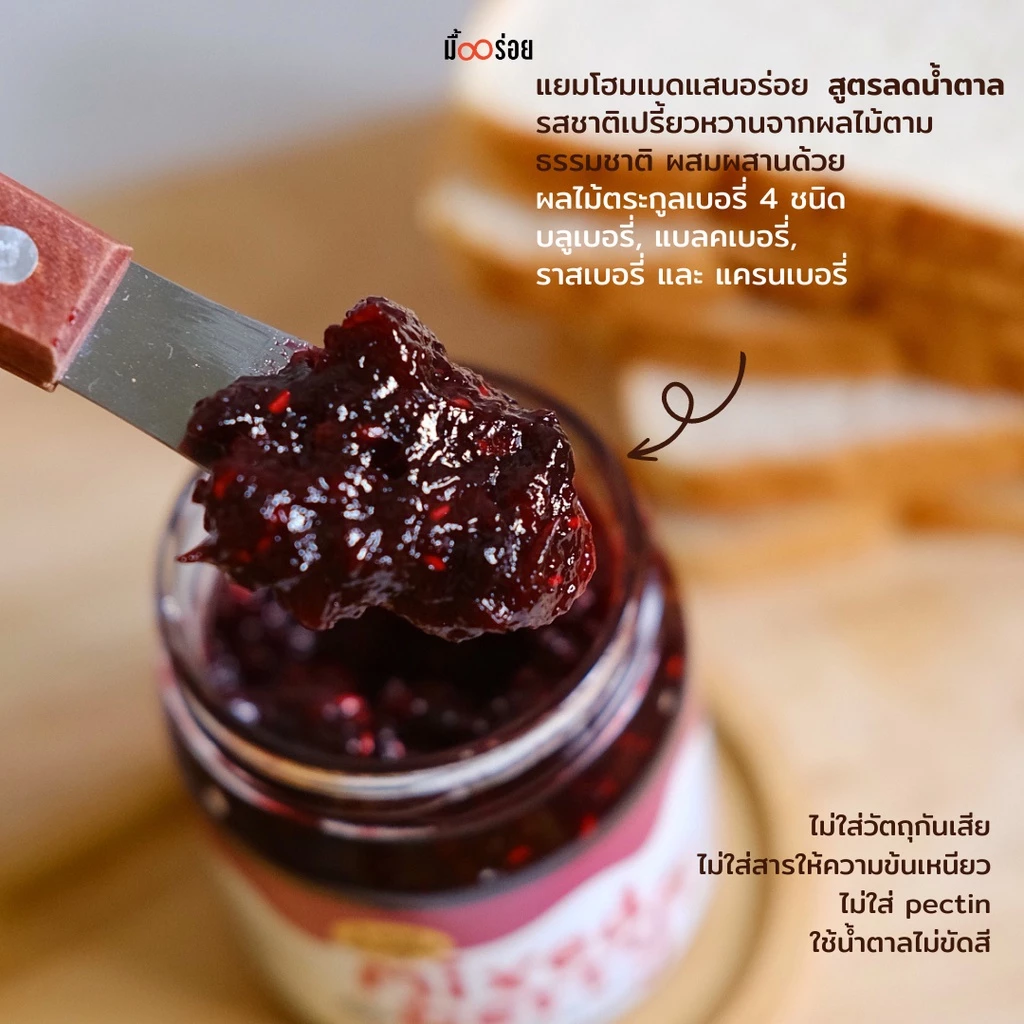 มื้ออร่อย
แยมโฮมเมดแสนอร่อย สูตรลดน้ำตาล
รสชาติเปรี้ยวหวานจากผลไม้ตาม
ธรรมชาติ ผสมผสานด้วย
ผลไม้ตระกูลเบอรี่ 4 ชนิด
บลูเบอรี่, แบลคเบอรี่,
ราสเบอรี่ และ แครนเบอรี่
ไม่ใส่วัตถุกันเสีย
ไม่ใส่สารให้ความข้นเหนียว
ไม่ใส่ pectin
ใช้น้ำตาลไม่ขัดสี
mixed